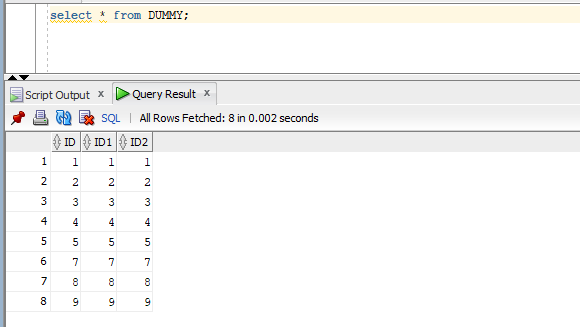 select * from DUMMY;
Script Output x Query Result x
SQL | All Rows Fetched: 8 in 0.002 seconds
ID ID1 ID2
1 1 1 1
2 2 2 2
3 3 3 3
4 4 4 4
5 5 5 5
6 7 7 7
7 8 8 8
8 9 9 9